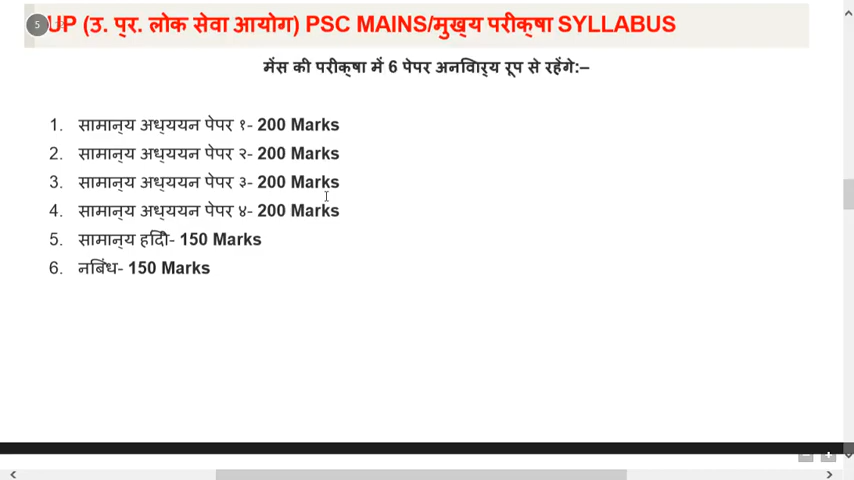 5
UP (उ. प्र. लोक सेवा आयोग) PSC MAINS/मुख्य परीक्षा SYLLABUS
मेंस की परीक्षा में 6 पेपर अनिवार्य रूप से रहेंगे:–
1. सामान्य अध्ययन पेपर १- 200 Marks
2. सामान्य अध्ययन पेपर २- 200 Marks
3. सामान्य अध्ययन पेपर ३- 200 Marks
4. सामान्य अध्ययन पेपर ४- 200 Marks
5. सामान्य हिंदी- 150 Marks
6. निबंध- 150 Marks